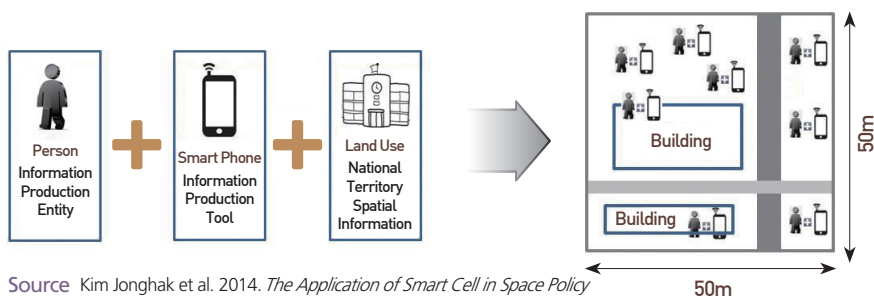 Person
Information
Production
Entity
Smart Phone
Information
Production
Tool
Land Use
National
Territory
Spatial
Information
Building
Building
50m
50m
Source Kim Jonghak et al. 2014. The Application of Smart Cell in Space Policy